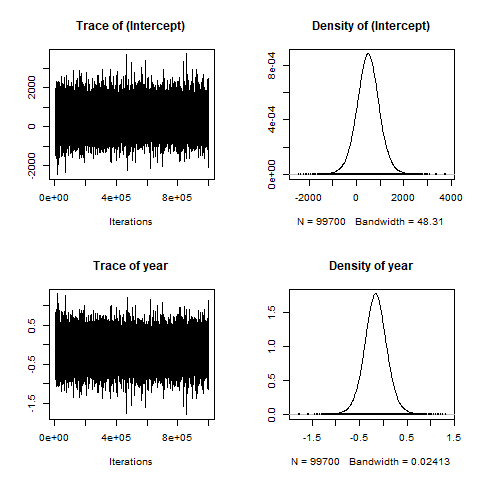 Trace of (Intercept)
-2000 0 2000
0e+00 4e+05 8e+05
Iterations
Density of (Intercept)
0e+00 4e-04 8e-04
-2000 0 2000 4000
N = 99700 Bandwidth = 48.31
Trace of year
-1.5 -0.5 0.5
0e+00 4e+05 8e+05
Iterations
Density of year
0.0 0.5 1.0 1.5
-1.5 -0.5 0.5 1.5
N = 99700 Bandwidth = 0.02413